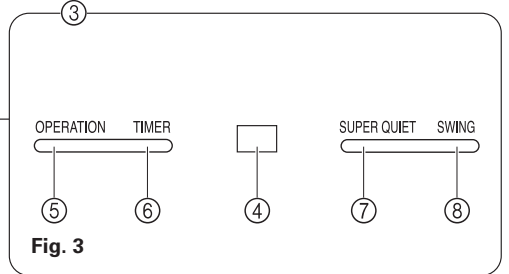 ③
OPERATION TIMER SUPER QUIET SWING
⑤ ⑥ ④ ⑦ ⑧
Fig. 3